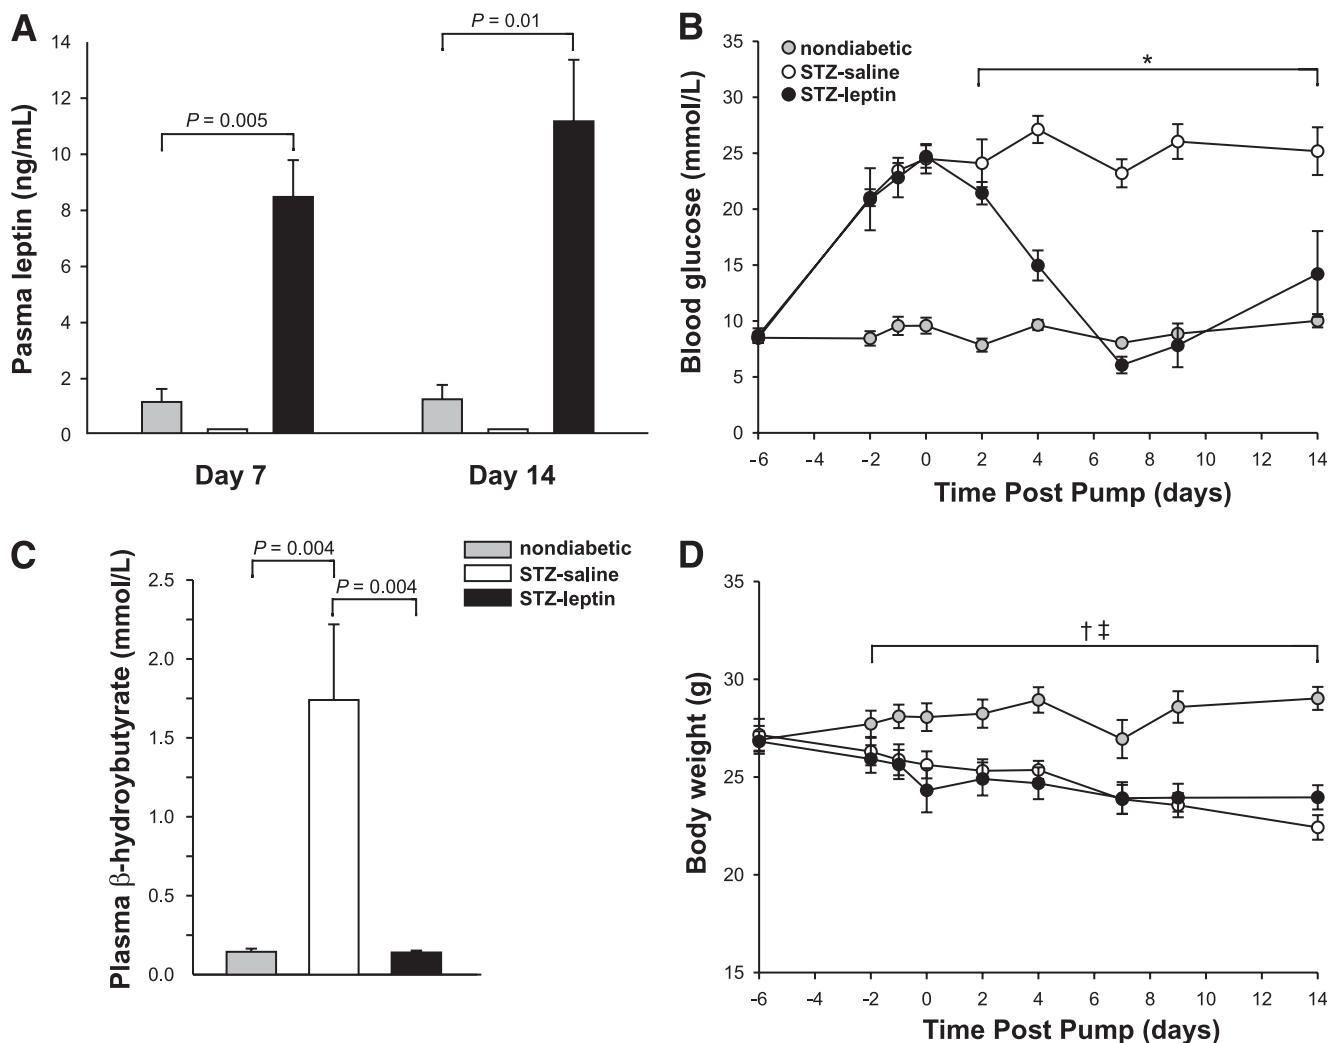 A
Pasma leptin (ng/mL)
14
12
10
8
6
4
2
0
P = 0.005
P = 0.01
Day 7
Day 14
B
Blood glucose (mmol/L)
35
30
25
20
15
10
5
0
nondiabetic
STZ-saline
STZ-leptin
*
-6
-4
-2
0
2
4
6
8
10
12
14
Time Post Pump (days)
C
Plasma β-hydroybutyrate (mmol/L)
2.5
2.0
1.5
1.0
0.5
0.0
P = 0.004
P = 0.004
nondiabetic
STZ-saline
STZ-leptin
D
Body weight (g)
35
30
25
20
15
† ‡
-6
-4
-2
0
2
4
6
8
10
12
14
Time Post Pump (days)